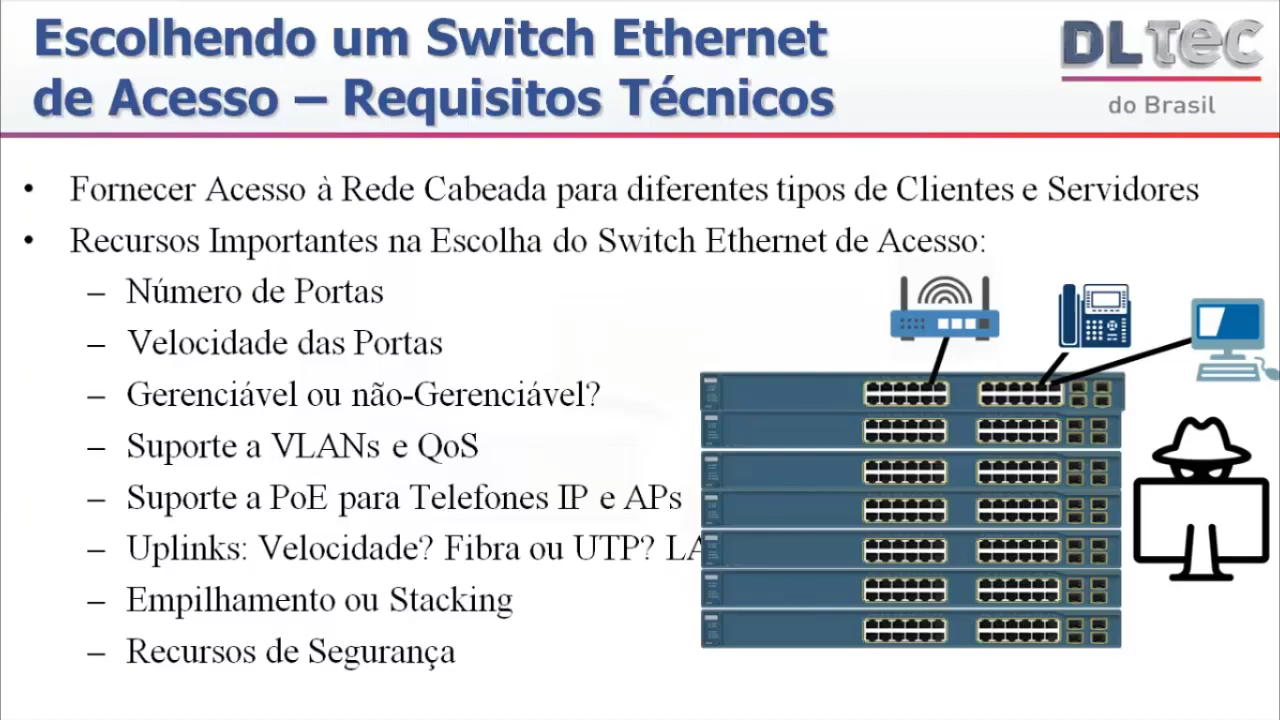 Escolhendo um Switch Ethernet
de Acesso – Requisitos Técnicos
DLTec
do Brasil
• Fornecer Acesso à Rede Cabeada para diferentes tipos de Clientes e Servidores
• Recursos Importantes na Escolha do Switch Ethernet de Acesso:
– Número de Portas
– Velocidade das Portas
– Gerenciável ou não-Gerenciável?
– Suporte a VLANs e QoS
– Suporte a PoE para Telefones IP e APs
– Uplinks: Velocidade? Fibra ou UTP?
– Empilhamento ou Stacking
– Recursos de Segurança